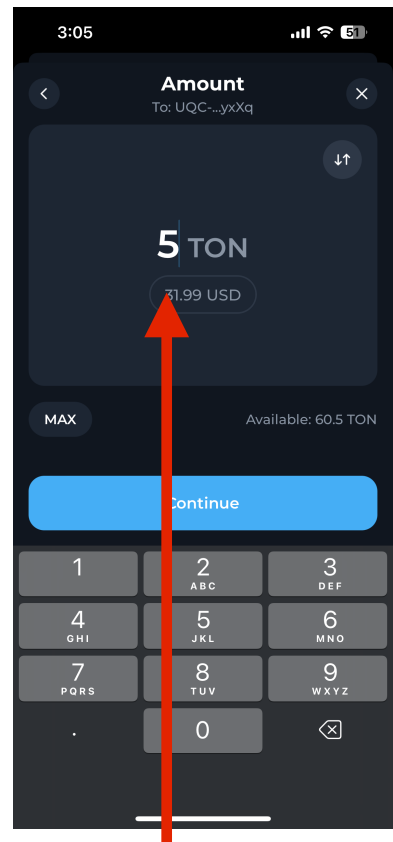 3:05
51
Amount
To: UQC-...yxXq
5 TON
31.99 USD
MAX
Available: 60.5 TON
Continue
1
2
ABC
3
DEF
4
GHI
5
JKL
6
MNO
7
PQRS
8
TUV
9
WXYZ
.
0